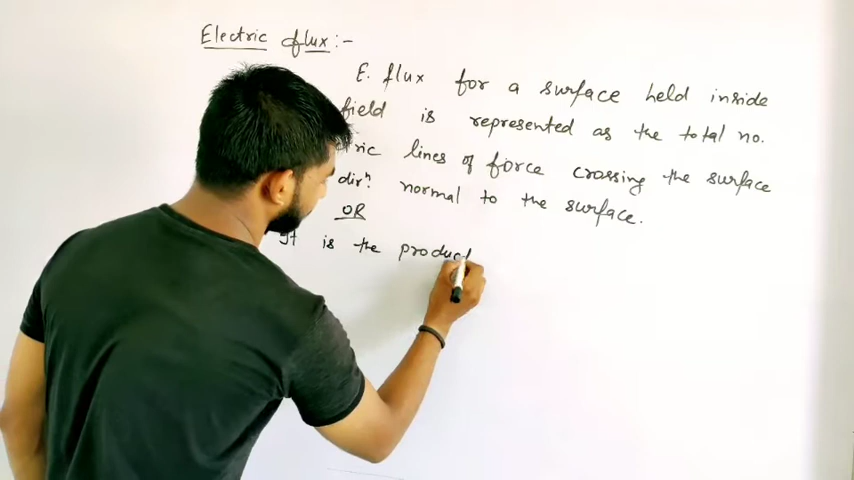 Electric flux :-
E. flux for a surface held inside
field is represented as the total no.
lines of force crossing the surface
dirⁿ. normal to the surface.
OR
It is the product